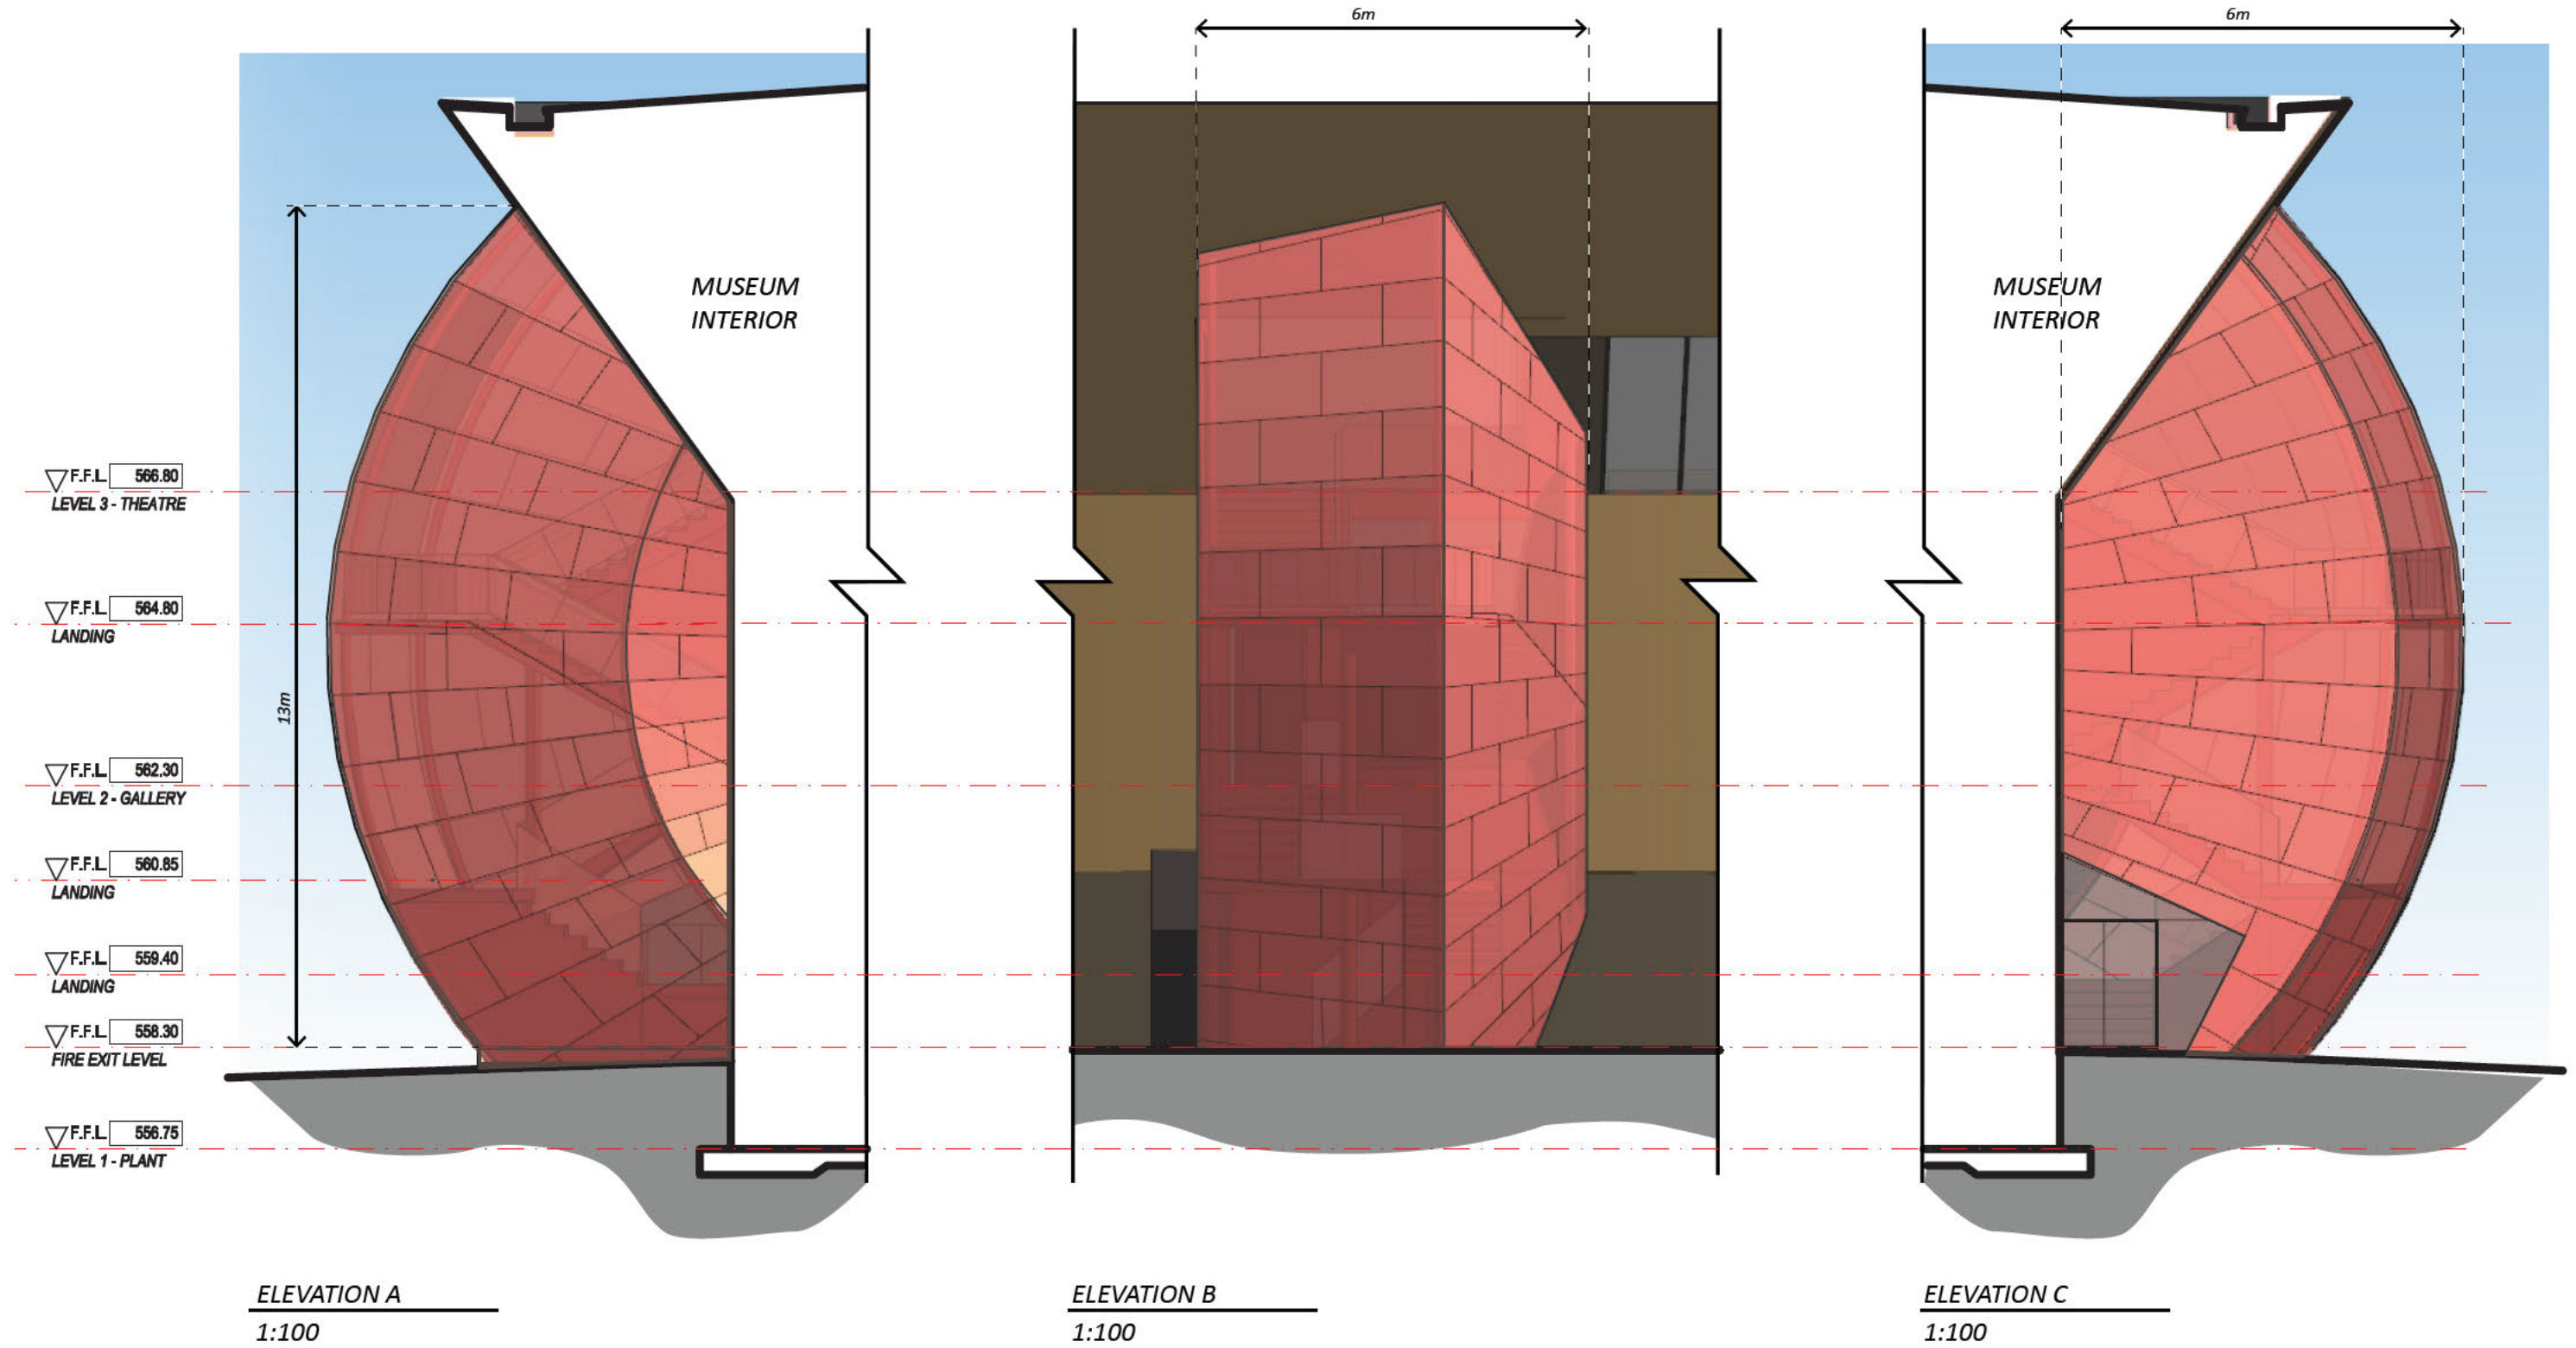 6m
6m
MUSEUM
INTERIOR
MUSEUM
INTERIOR
F.F.L 566.80
LEVEL 3 - THEATRE
F.F.L 564.80
LANDING
13m
F.F.L 562.30
LEVEL 2 - GALLERY
F.F.L 560.85
LANDING
F.F.L 559.40
LANDING
F.F.L 558.30
FIRE EXIT LEVEL
F.F.L 556.75
LEVEL 1 - PLANT
ELEVATION A
1:100
ELEVATION B
1:100
ELEVATION C
1:100